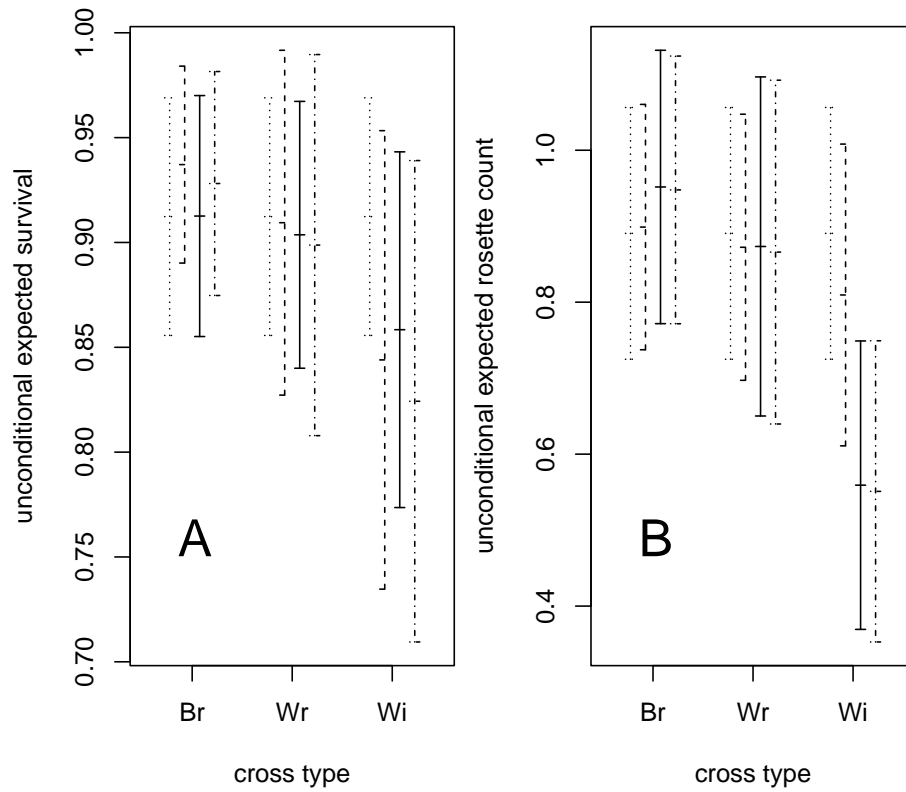 unconditional expected survival
1.00
0.95
0.90
0.85
0.80
0.75
0.70
A
Br Wr Wi
cross type
unconditional expected rosette count
1.0
0.8
0.6
0.4
B
Br Wr Wi
cross type